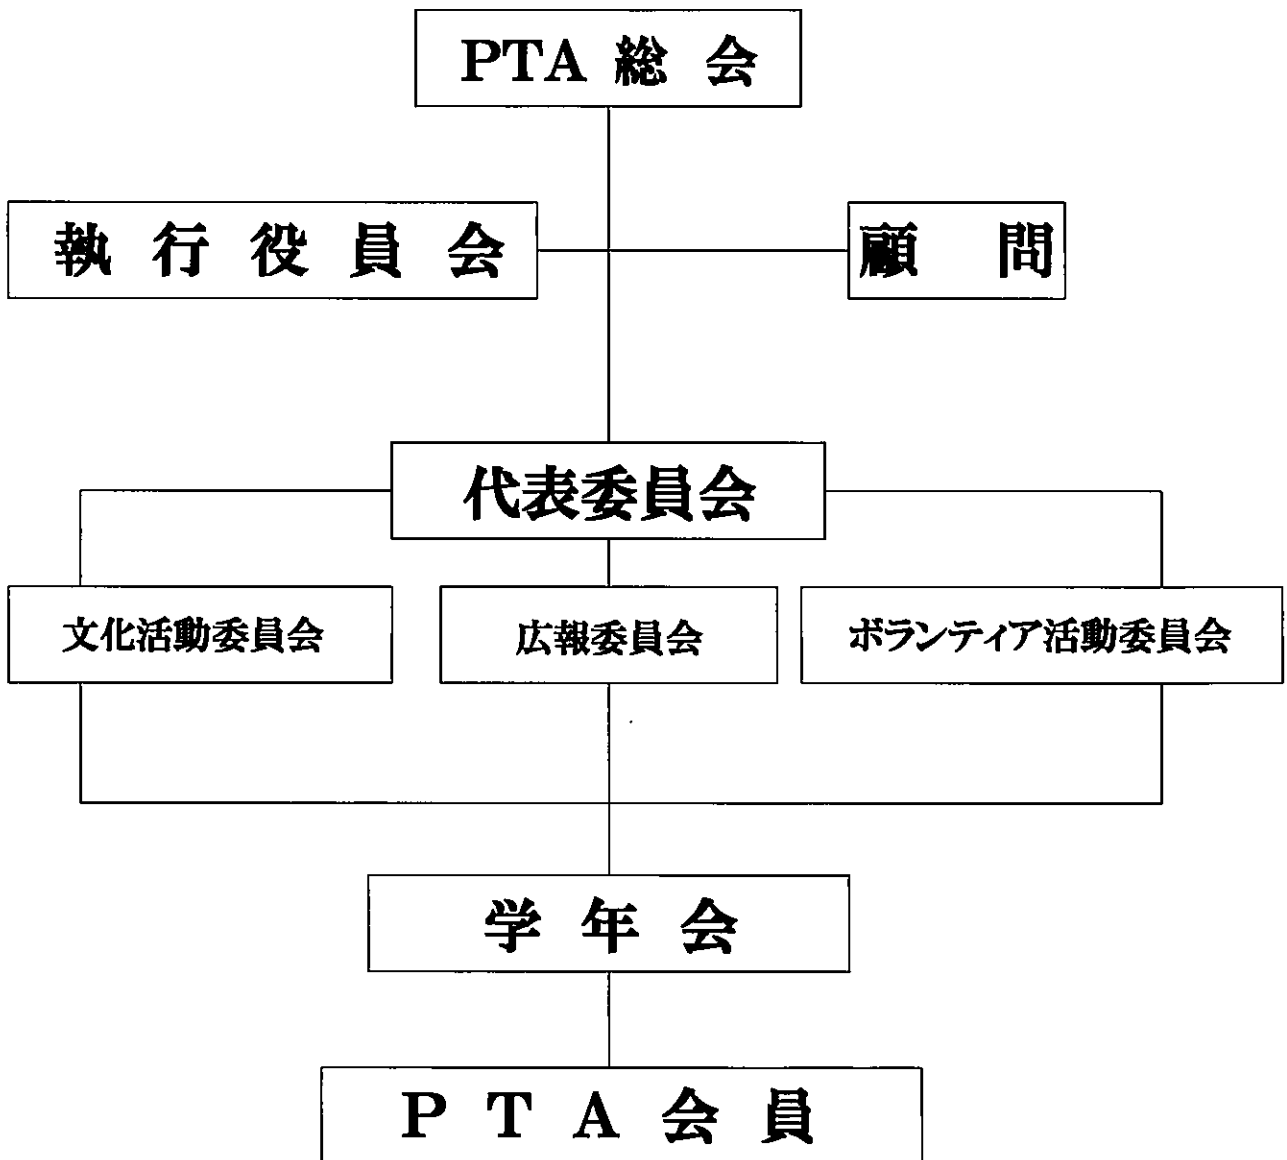 PTA 総 会
執 行 役 員 会
顧 問
代表委員会
文化活動委員会
広報委員会
ボランティア活動委員会
学 年 会
P T A 会 員